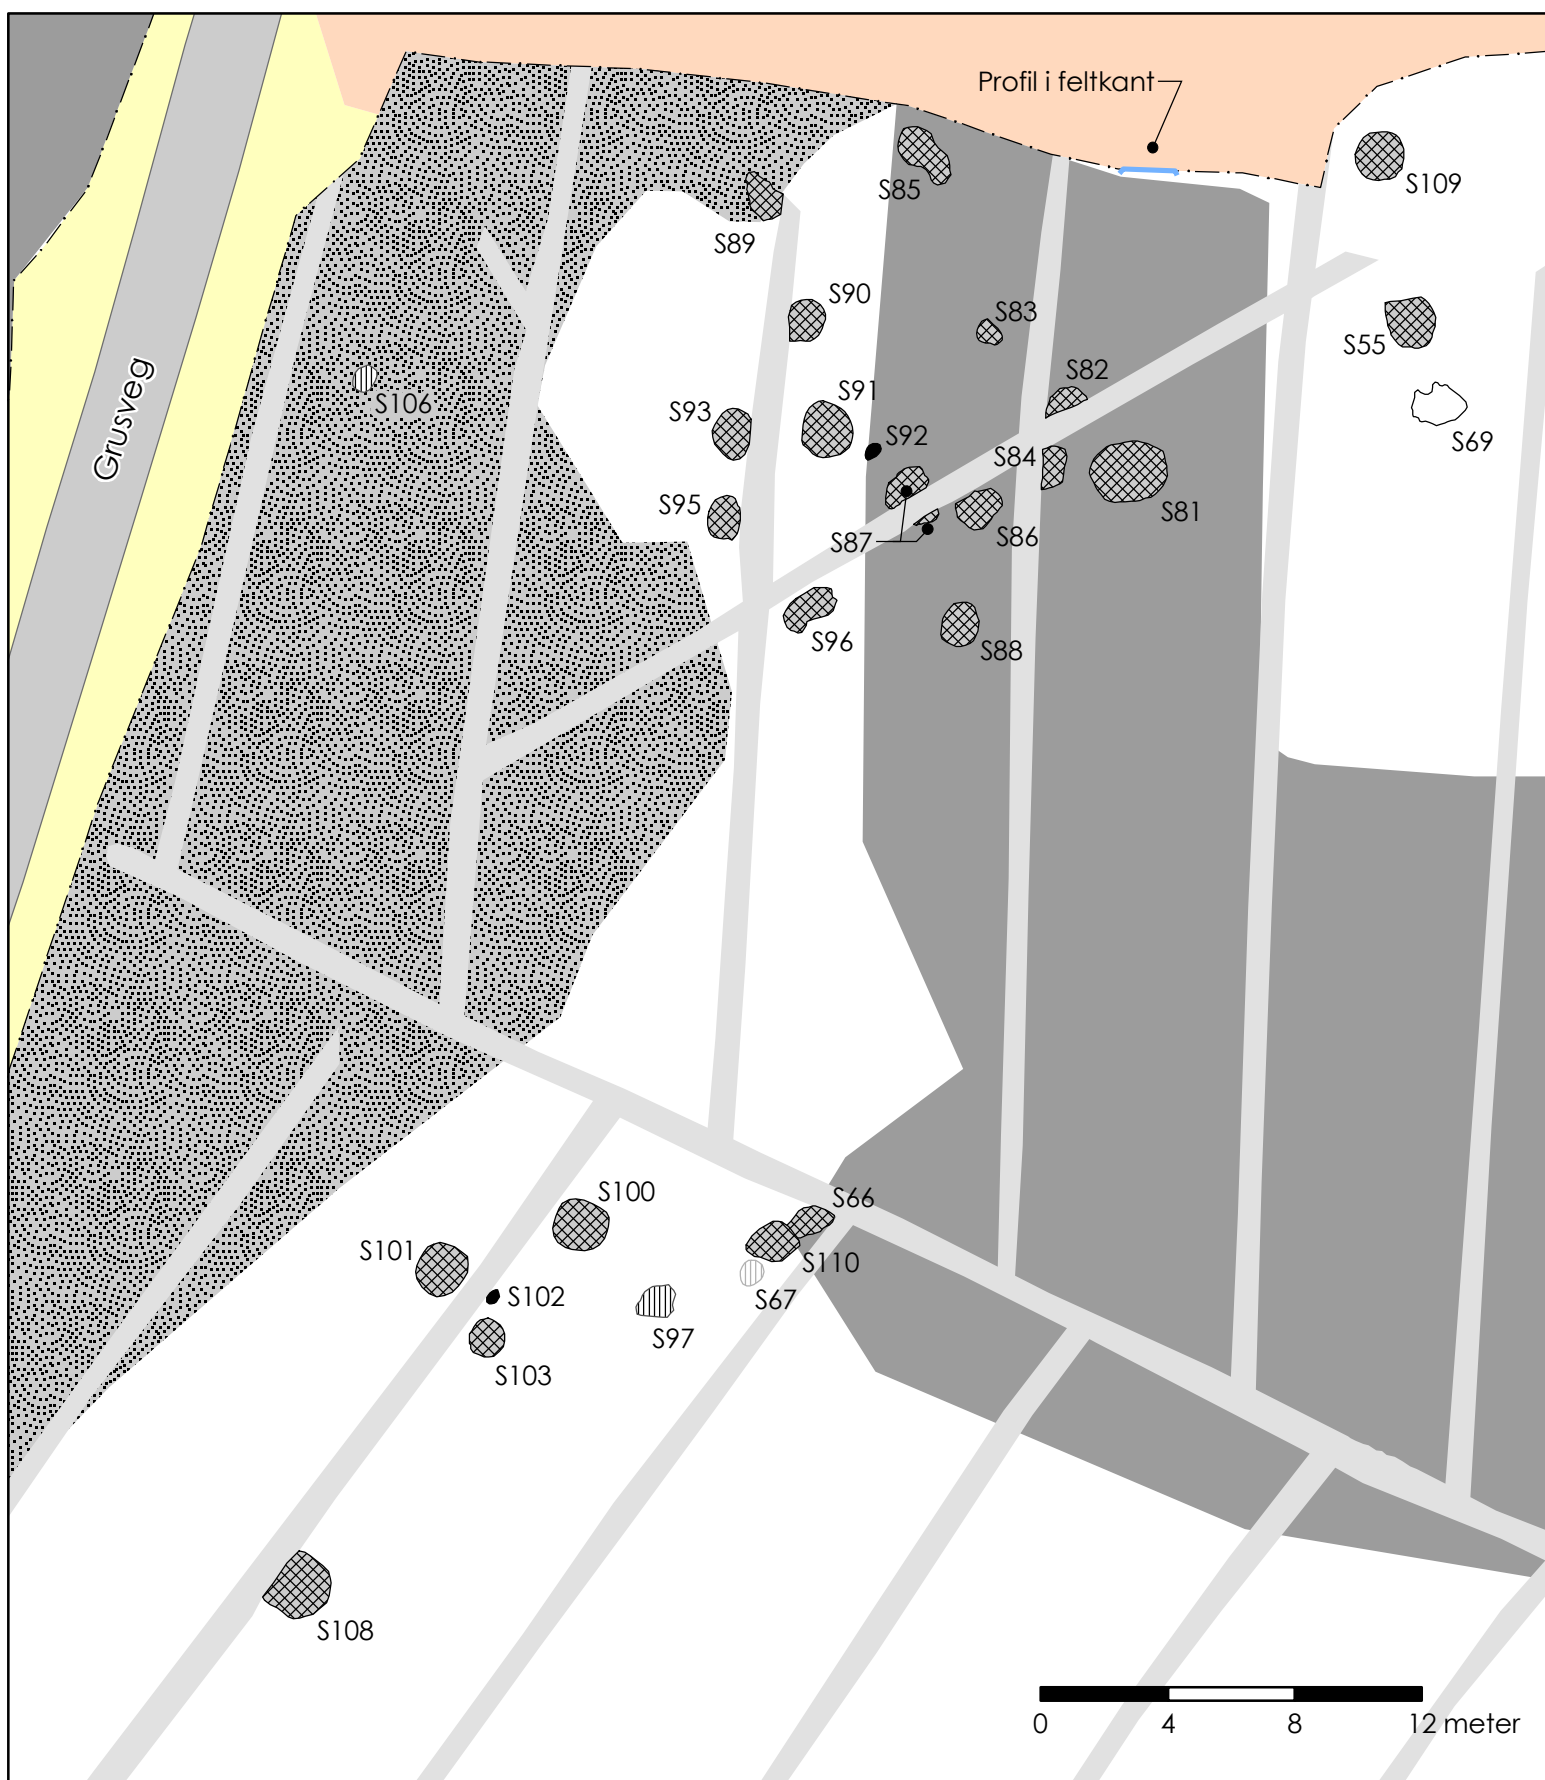 Profil i feltkant
S109
S85
S89
S90
S83
S55
Grusveg
S106
S82
S91
S93
S92
S69
S84
S95
S81
S87
S86
S96
S88
S100
S66
S101
S110
S102
S67
S97
S103
S108
0 4 8 12 meter